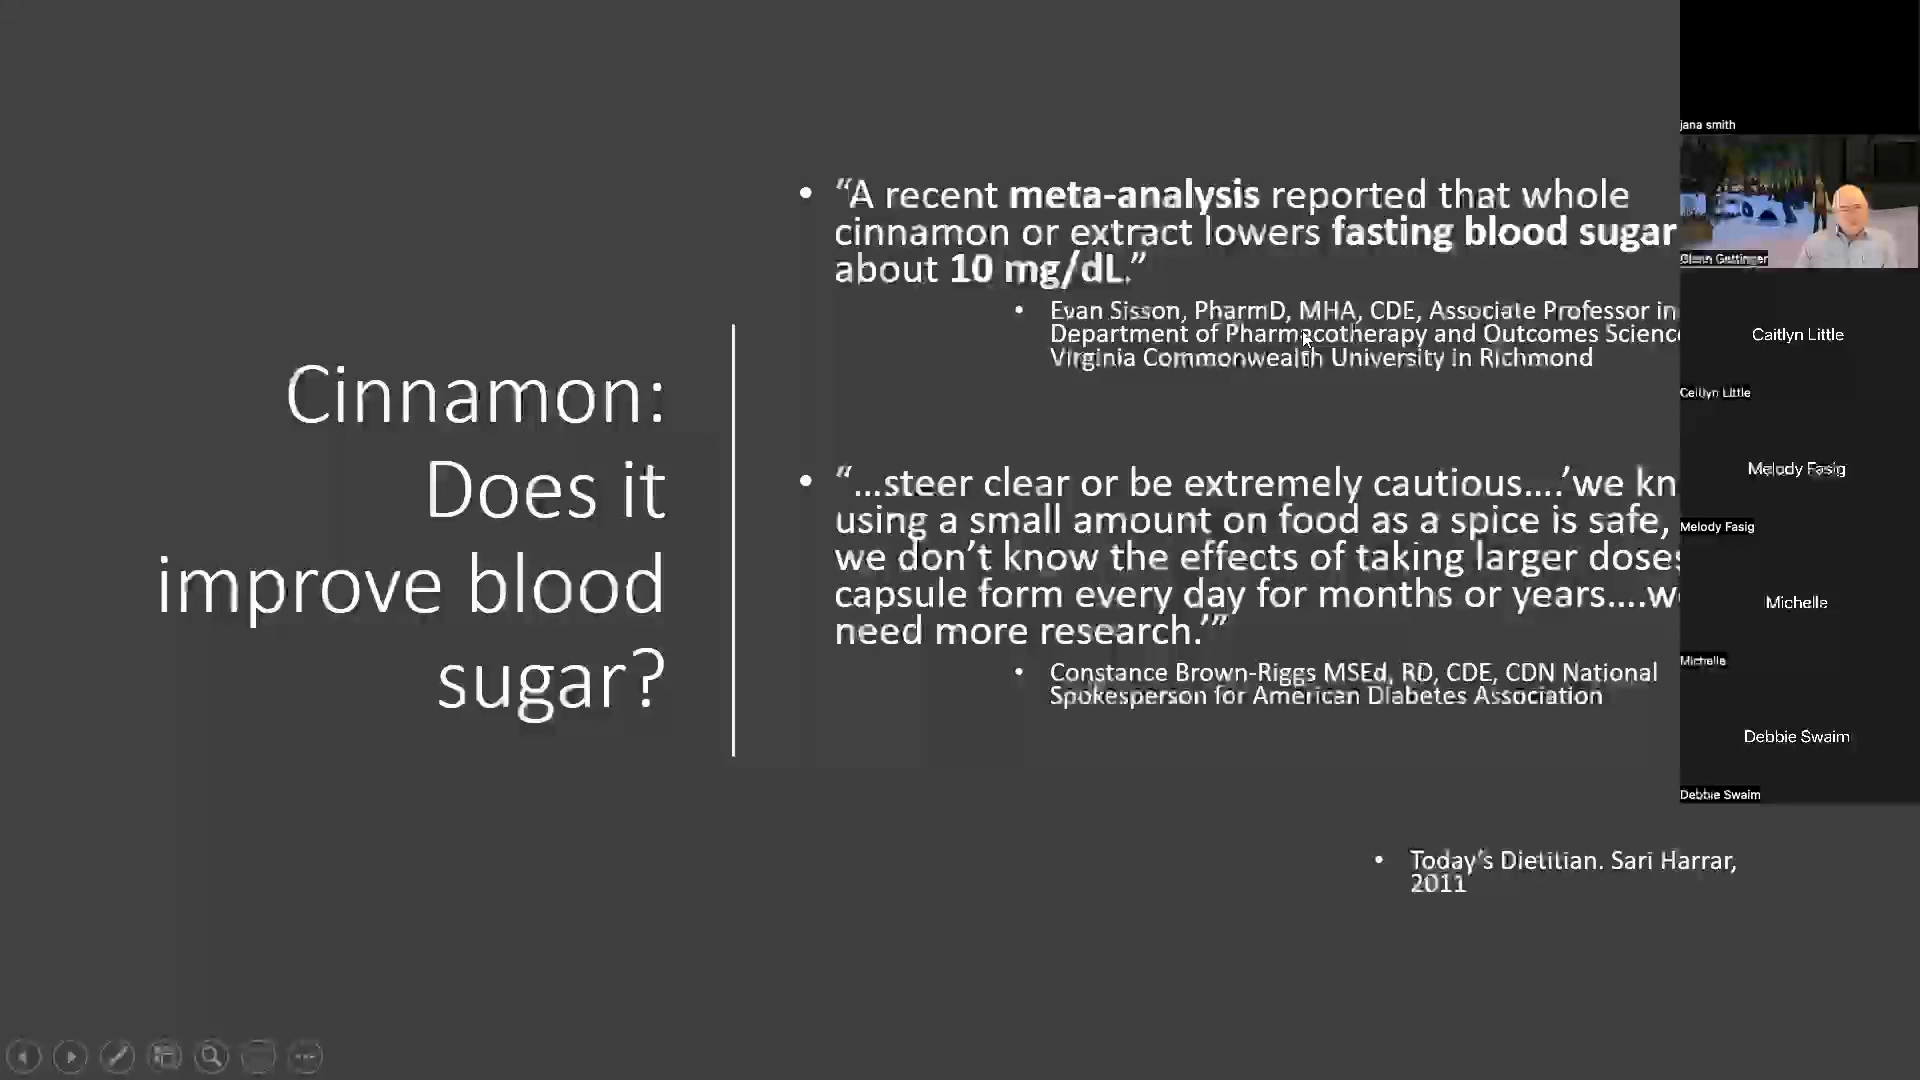 Cinnamon:
Does it
improve blood
sugar?
• “A recent meta-analysis reported that whole
cinnamon or extract lowers fasting blood sugar
about 10 mg/dL.”
• Evan Sisson, PharmD, MHA, CDE, Associate Professor in
Department of Pharmacotherapy and Outcomes Scienc
Virginia Commonwealth University in Richmond
• “…steer clear or be extremely cautious….’we kn
using a small amount on food as a spice is safe,
we don’t know the effects of taking larger doses
capsule form every day for months or years….we
need more research.’”
• Constance Brown-Riggs MSEd, RD, CDE, CDN National
Spokesperson for American Diabetes Association
• Today’s Dietitian. Sari Harrar,
2011
jana smith
Glenn Gettinger
Caitlyn Little
Caitlyn Little
Melody Fasig
Melody Fasig
Michelle
Michelle
Debbie Swaim
Debbie Swaim